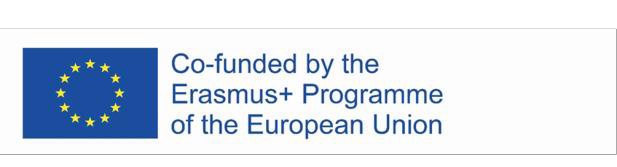 Co-funded by the
Erasmus+ Programme
of the European Union